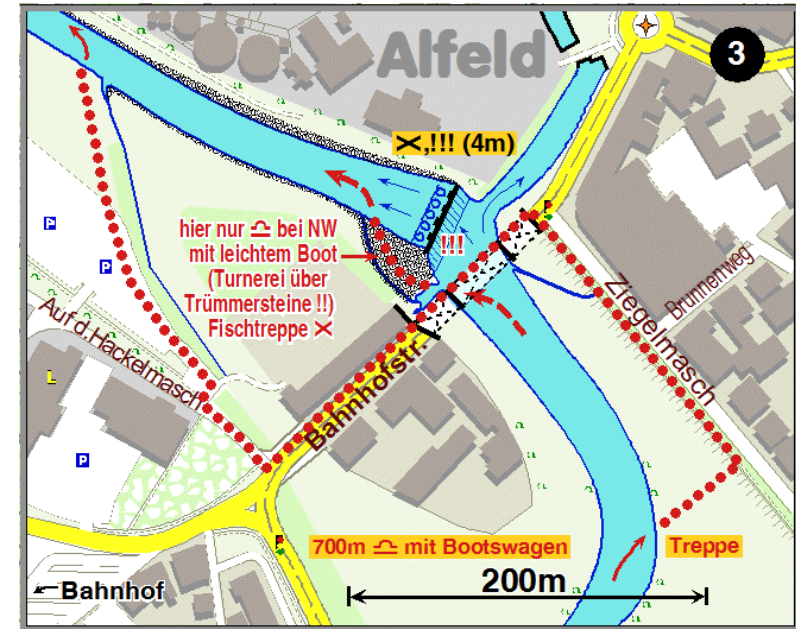 Alfeld
3
,!!! (4m)
hier nur bei NW
mit leichtem Boot
(Turnerei über
Trümmersteine !!)
Fischtreppe
!!!
P
P
Auf d. Hackelmasch
L
P
Bahnhofstr.
Ziegelmasch
Brunnenweg
700m mit Bootswagen
Treppe
200m
Bahnhof